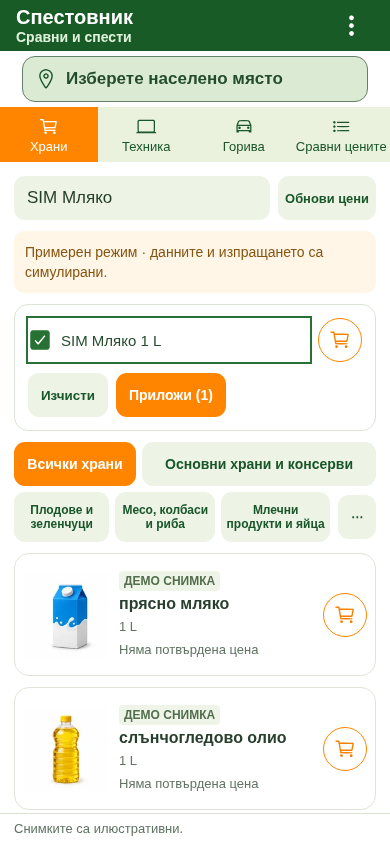 Спестовник
Сравни и спести
Изберете населено място
Храни
Техника
Горива
Сравни цените
SIM Мляко
Обнови цени
Примерен режим · данните и изпращането са
симулирани.
SIM Мляко 1 L
Изчисти
Приложи (1)
Всички храни
Основни храни и консерви
Плодове и
зеленчуци
Месо, колбаси
и риба
Млечни
продукти и яйца
...
ДЕМО СНИМКА
прясно мляко
1 L
Няма потвърдена цена
ДЕМО СНИМКА
слънчогледово олио
1 L
Няма потвърдена цена
Снимките са илюстративни.